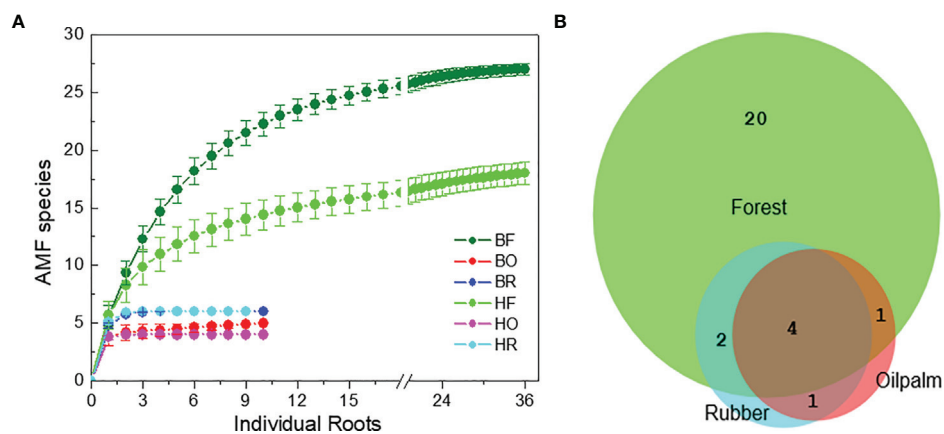 A
30
25
20
15
10
5
0
AMF species
0
3
6
9
12
15
24
30
36
Individual Roots
BF
BO
BR
HF
HO
HR
B
20
Forest
2
4
1
Oilpalm
Rubber
1